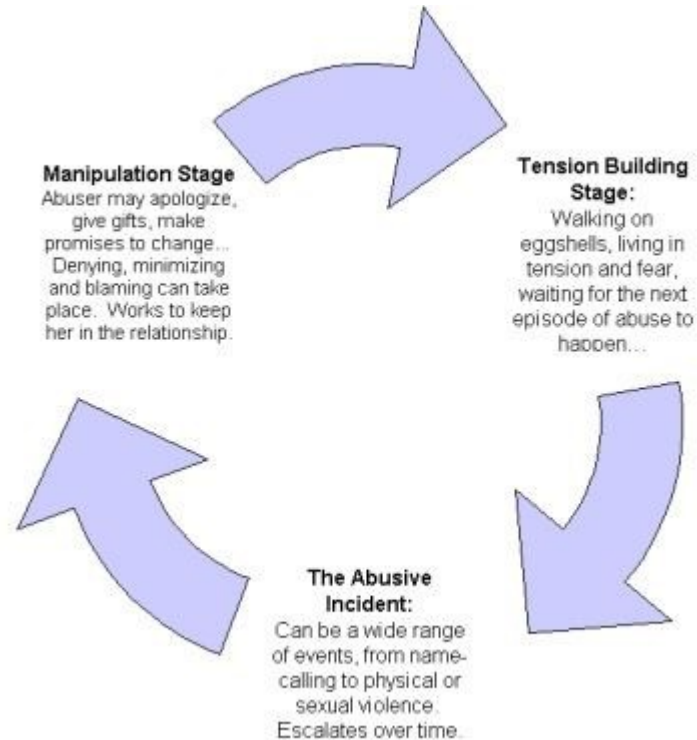 Manipulation Stage
Abuser may apologize,
give gifts, make
promises to change...
Denying, minimizing
and blaming can take
place. Works to keep
her in the relationship.
Tension Building
Stage:
Walking on
eggshells, living in
tension and fear,
waiting for the next
episode of abuse to
happen...
The Abusive
Incident:
Can be a wide range
of events, from name-
calling to physical or
sexual violence.
Escalates over time.